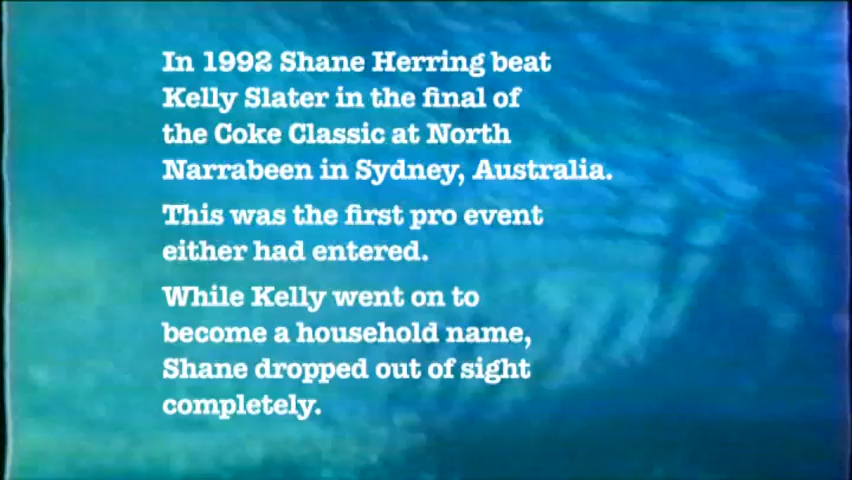 In 1992 Shane Herring beat
Kelly Slater in the final of
the Coke Classic at North
Narrabeen in Sydney, Australia.
This was the first pro event
either had entered.
While Kelly went on to
become a household name,
Shane dropped out of sight
completely.